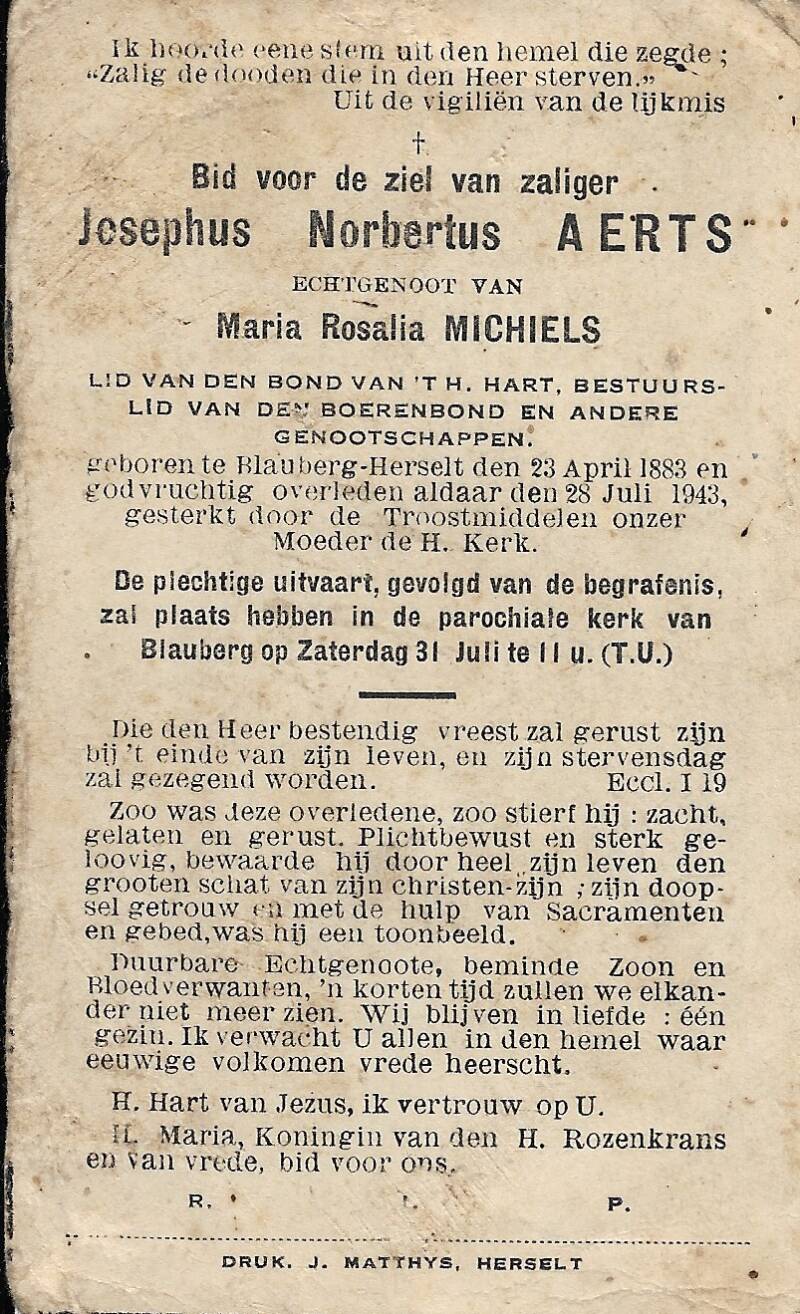 Ik hoorde eene stem uit den hemel die zegde ;
“Zalig de dooden die in den Heer sterven.„
Uit de vigiliën van de lijkmis
†
Bid voor de ziel van zaliger
Josephus Norbertus AERTS
ECHTGENOOT VAN
Maria Rosalia MICHIELS
LID VAN DEN BOND VAN 'T H. HART, BESTUURS-
LID VAN DEN BOERENBOND EN ANDERE
GENOOTSCHAPPEN.
geboren te Blauberg-Herselt den 23 April 1883 en
godvruchtig overleden aldaar den 28 Juli 1943,
gesterkt door de Troostmiddelen onzer
Moeder de H. Kerk.
De plechtige uitvaart, gevolgd van de begrafenis,
zal plaats hebben in de parochiale kerk van
Blauberg op Zaterdag 31 Juli te 11 u. (T.U.)
Die den Heer bestendig vreest zal gerust zijn
bij 't einde van zijn leven, en zijn stervensdag
zal gezegend worden. Eccl. I 19
Zoo was deze overledene, zoo stierf hij : zacht,
gelaten en gerust. Plichtbewust en sterk ge-
loovig, bewaarde hij door heel zijn leven den
grooten schat van zijn christen-zijn ; zijn doop-
sel getrouw en met de hulp van Sacramenten
en gebed,was hij een toonbeeld.
Duurbare Echtgenoote, beminde Zoon en
Bloedverwanten, 'n korten tijd zullen we elkan-
der niet meer zien. Wij blijven in liefde : één
gezin. Ik verwacht U allen in den hemel waar
eeuwige volkomen vrede heerscht.
H. Hart van Jezus, ik vertrouw op U.
H. Maria, Koningin van den H. Rozenkrans
en van vrede, bid voor ons.
R. I. P.
DRUK. J. MATTHYS, HERSELT